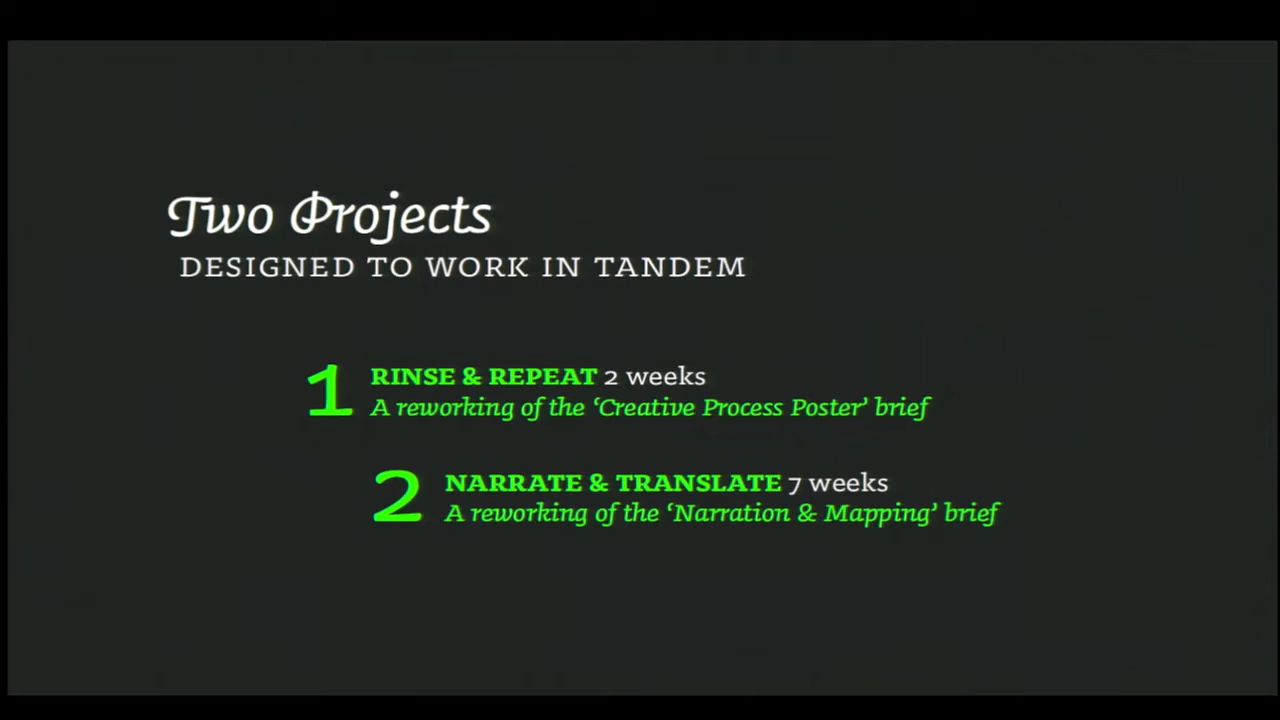 Two Projects
DESIGNED TO WORK IN TANDEM
1 RINSE & REPEAT 2 weeks
A reworking of the ‘Creative Process Poster’ brief
2 NARRATE & TRANSLATE 7 weeks
A reworking of the ‘Narration & Mapping’ brief